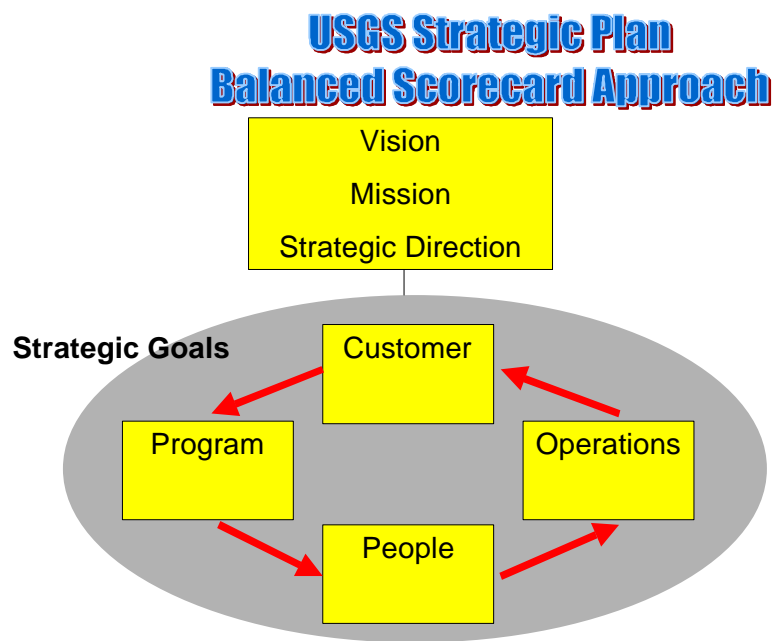 USGS Strategic Plan
Balanced Scorecard Approach
Vision
Mission
Strategic Direction
Strategic Goals
Customer
Program
Operations
People